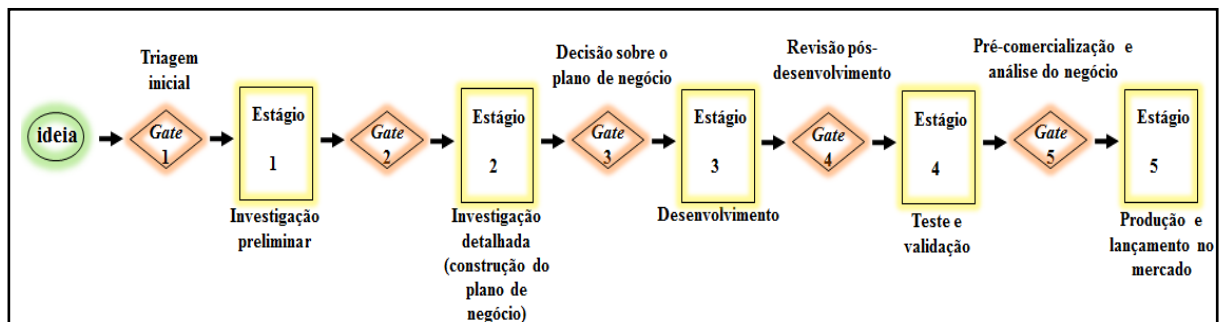 ideia
Triagem
inicial
Gate
1
Estágio
1
Investigação
preliminar
Gate
2
Estágio
2
Investigação
detalhada
(construção do
plano de
negócio)
Decisão sobre o
plano de negócio
Gate
3
Estágio
3
Desenvolvimento
Revisão pós-
desenvolvimento
Gate
4
Estágio
4
Teste e
validação
Pré-comercialização e
análise do negócio
Gate
5
Estágio
5
Produção e
lançamento no
mercado